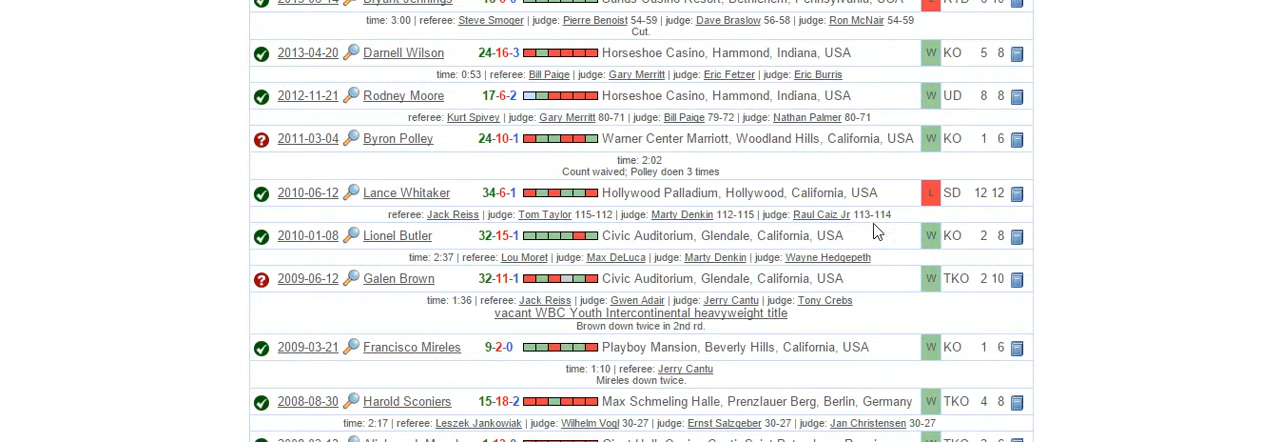 time: 3:00 | referee: Steve Smoger | judge: Pierre Benoist 54-59 | judge: Dave Braslow 56-58 | judge: Ron McNair 54-59
Cut.
2013-04-20 Darnell Wilson 24-16-3 Horseshoe Casino, Hammond, Indiana, USA W KO 5 8
time: 0:53 | referee: Bill Paige | judge: Gary Merritt | judge: Eric Fetzer | judge: Eric Burris
2012-11-21 Rodney Moore 17-6-2 Horseshoe Casino, Hammond, Indiana, USA W UD 8 8
referee: Kurt Spivey | judge: Gary Merritt 80-71 | judge: Bill Paige 79-72 | judge: Nathan Palmer 80-71
2011-03-04 Byron Polley 24-10-1 Warner Center Marriott, Woodland Hills, California, USA W KO 1 6
time: 2:02
Count waived; Polley doen 3 times
2010-06-12 Lance Whitaker 34-6-1 Hollywood Palladium, Hollywood, California, USA L SD 12 12
referee: Jack Reiss | judge: Tom Taylor 115-112 | judge: Marty Denkin 112-115 | judge: Raul Caiz Jr 113-114
2010-01-08 Lionel Butler 32-15-1 Civic Auditorium, Glendale, California, USA W KO 2 8
time: 2:37 | referee: Lou Moret | judge: Max DeLuca | judge: Marty Denkin | judge: Wayne Hedgepeth
2009-06-12 Galen Brown 32-11-1 Civic Auditorium, Glendale, California, USA W TKO 2 10
time: 1:36 | referee: Jack Reiss | judge: Gwen Adair | judge: Jerry Cantu | judge: Tony Crebs
vacant WBC Youth Intercontinental heavyweight title
Brown down twice in 2nd rd.
2009-03-21 Francisco Mireles 9-2-0 Playboy Mansion, Beverly Hills, California, USA W KO 1 6
time: 1:10 | referee: Jerry Cantu
Mireles down twice.
2008-08-30 Harold Sconiers 15-18-2 Max Schmeling Halle, Prenzlauer Berg, Berlin, Germany W TKO 4 8
time: 2:17 | referee: Leszek Jankowiak | judge: Wilhelm Vogl 30-27 | judge: Ernst Salzgeber 30-27 | judge: Jan Christensen 30-27